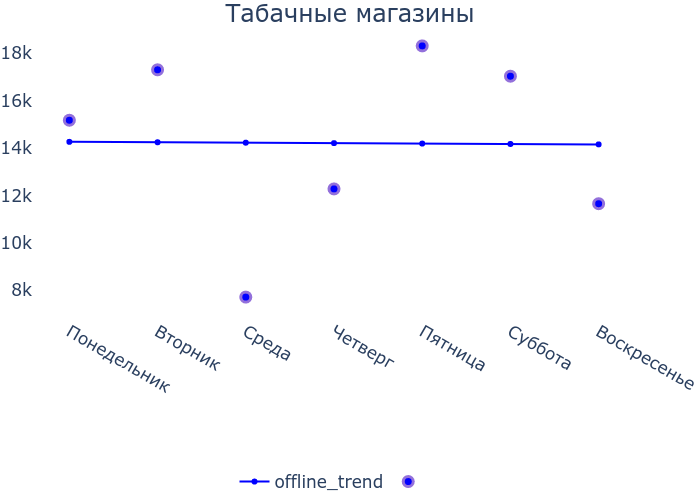 Табачные магазины
18k
16k
14k
12k
10k
8k
Понедельник
Вторник
Среда
Четверг
Пятница
Суббота
Воскресенье
offline_trend